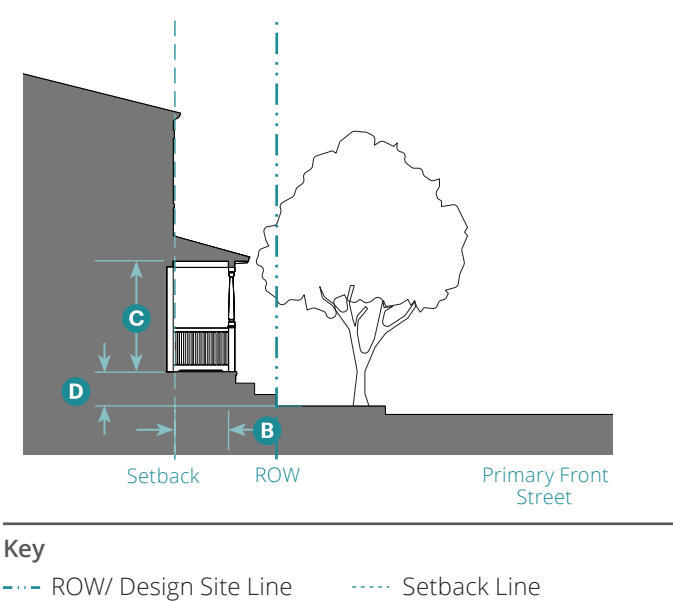 C
D
B
Setback
ROW
Primary Front
Street
Key
ROW/ Design Site Line
Setback Line